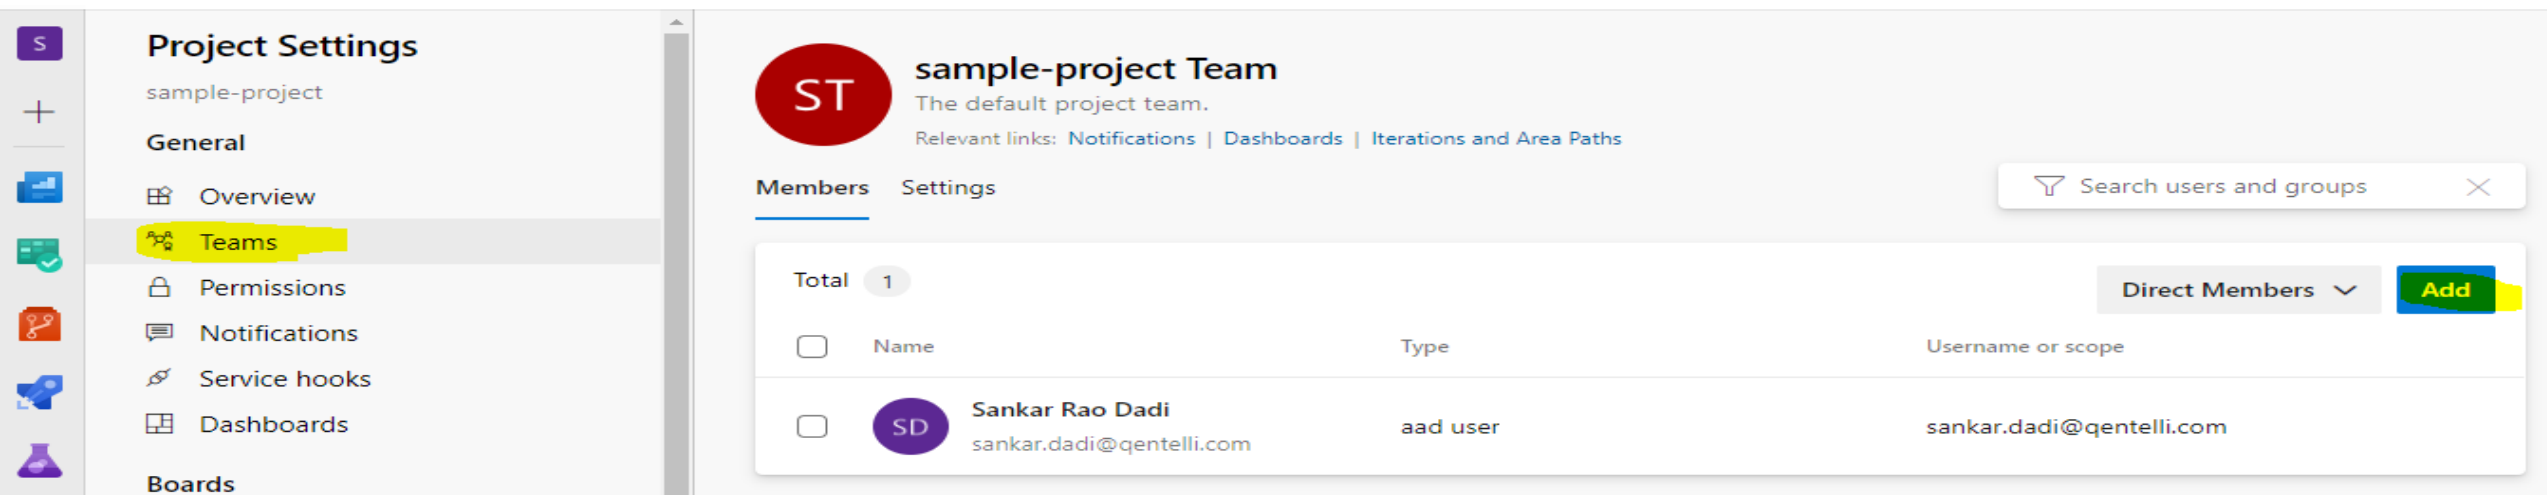 S
Project Settings
sample-project
General
Overview
Teams
Permissions
Notifications
Service hooks
Dashboards
Boards
ST
sample-project Team
The default project team.
Relevant links: Notifications | Dashboards | Iterations and Area Paths
Members Settings
Search users and groups
Total 1
Direct Members Add
Name Type Username or scope
SD
Sankar Rao Dadi
sankar.dadi@qentelli.com
aad user
sankar.dadi@qentelli.com